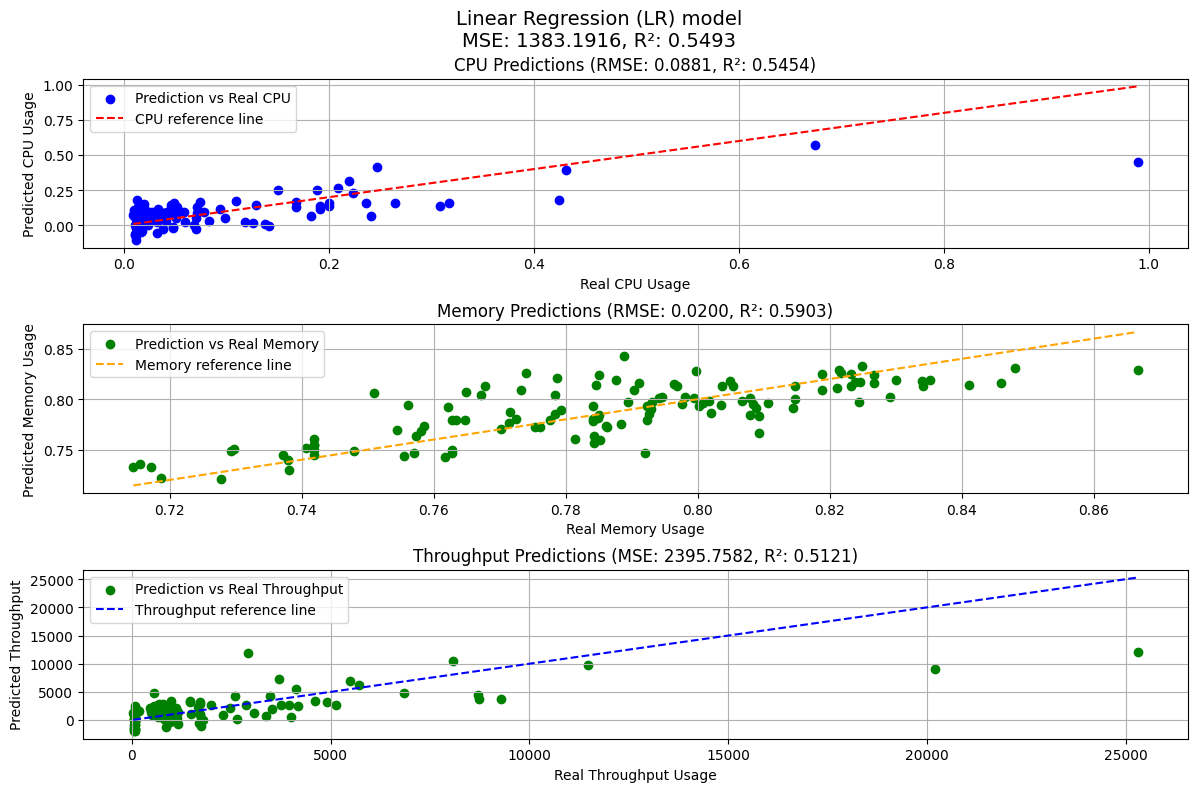 Linear Regression (LR) model
MSE: 1383.1916, R²: 0.5493
CPU Predictions (RMSE: 0.0881, R²: 0.5454)
Predicted CPU Usage
1.00
0.75
0.50
0.25
0.00
Prediction vs Real CPU
CPU reference line
0.0 0.2 0.4 0.6 0.8 1.0
Real CPU Usage
Memory Predictions (RMSE: 0.0200, R²: 0.5903)
Predicted Memory Usage
0.85
0.80
0.75
Prediction vs Real Memory
Memory reference line
0.72 0.74 0.76 0.78 0.80 0.82 0.84 0.86
Real Memory Usage
Throughput Predictions (MSE: 2395.7582, R²: 0.5121)
Predicted Throughput
25000
20000
15000
10000
5000
0
Prediction vs Real Throughput
Throughput reference line
0 5000 10000 15000 20000 25000
Real Throughput Usage